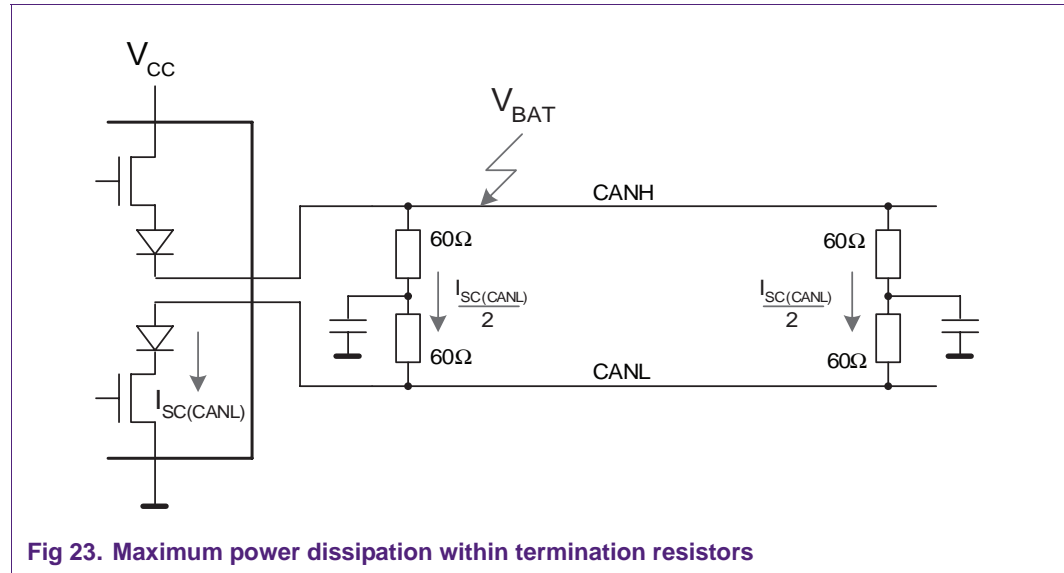 VCC
VBAT
CANH
60Ω
60Ω
ISC(CANL)
2
ISC(CANL)
2
60Ω
60Ω
CANL
ISC(CANL)
Fig 23. Maximum power dissipation within termination resistors